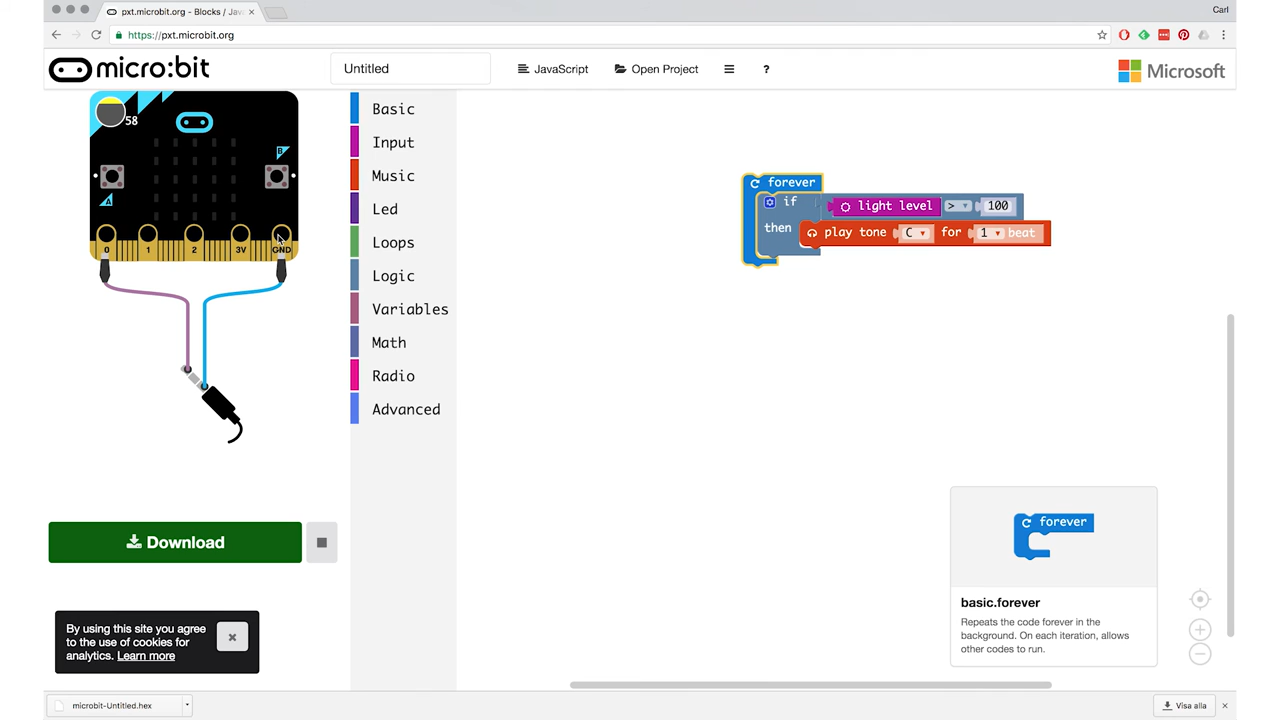 pxt.microbit.org - Blocks / Jav
Carl
https://pxt.microbit.org
micro:bit
Untitled
JavaScript
Open Project
?
Microsoft
58
B
A
0 1 2 3V GND
Basic
Input
Music
Led
Loops
Logic
Variables
Math
Radio
Advanced
forever
if light level > 100
then play tone C for 1 beat
Download
By using this site you agree
to the use of cookies for
analytics. Learn more
forever
basic.forever
Repeats the code forever in the
background. On each iteration, allows
other codes to run.
microbit-Untitled.hex
Visa alla